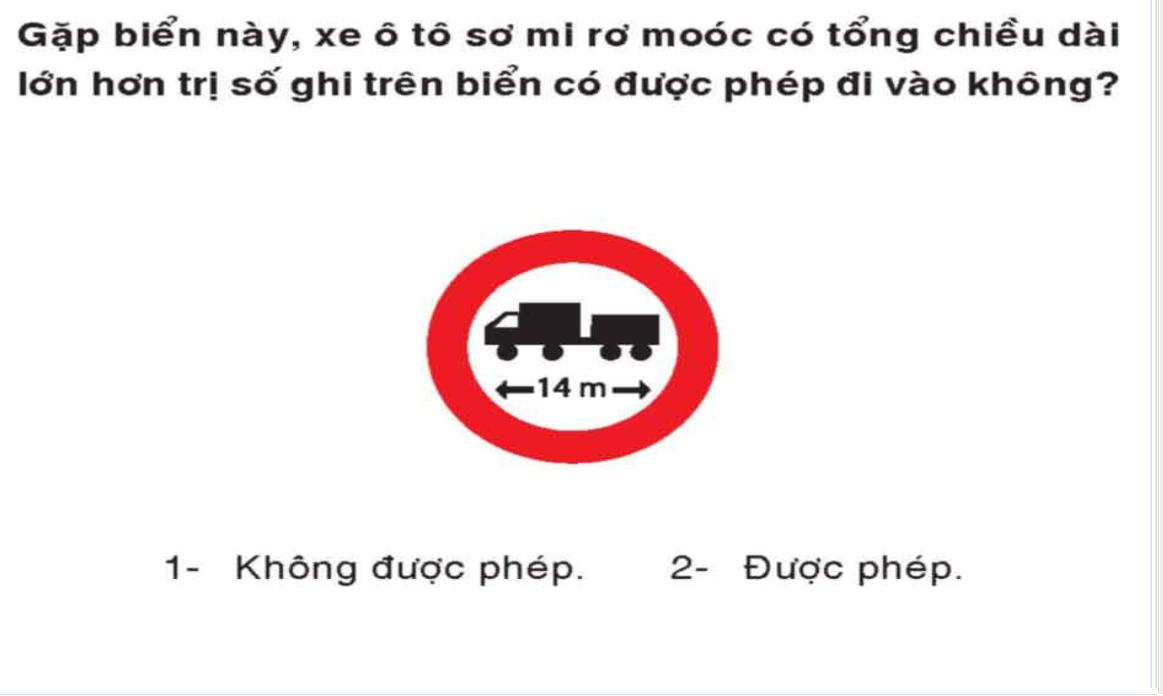 Gặp biển này, xe ô tô sơ mi rơ moóc có tổng chiều dài
lớn hơn trị số ghi trên biển có được phép đi vào không?
14 m
1- Không được phép. 2- Được phép.